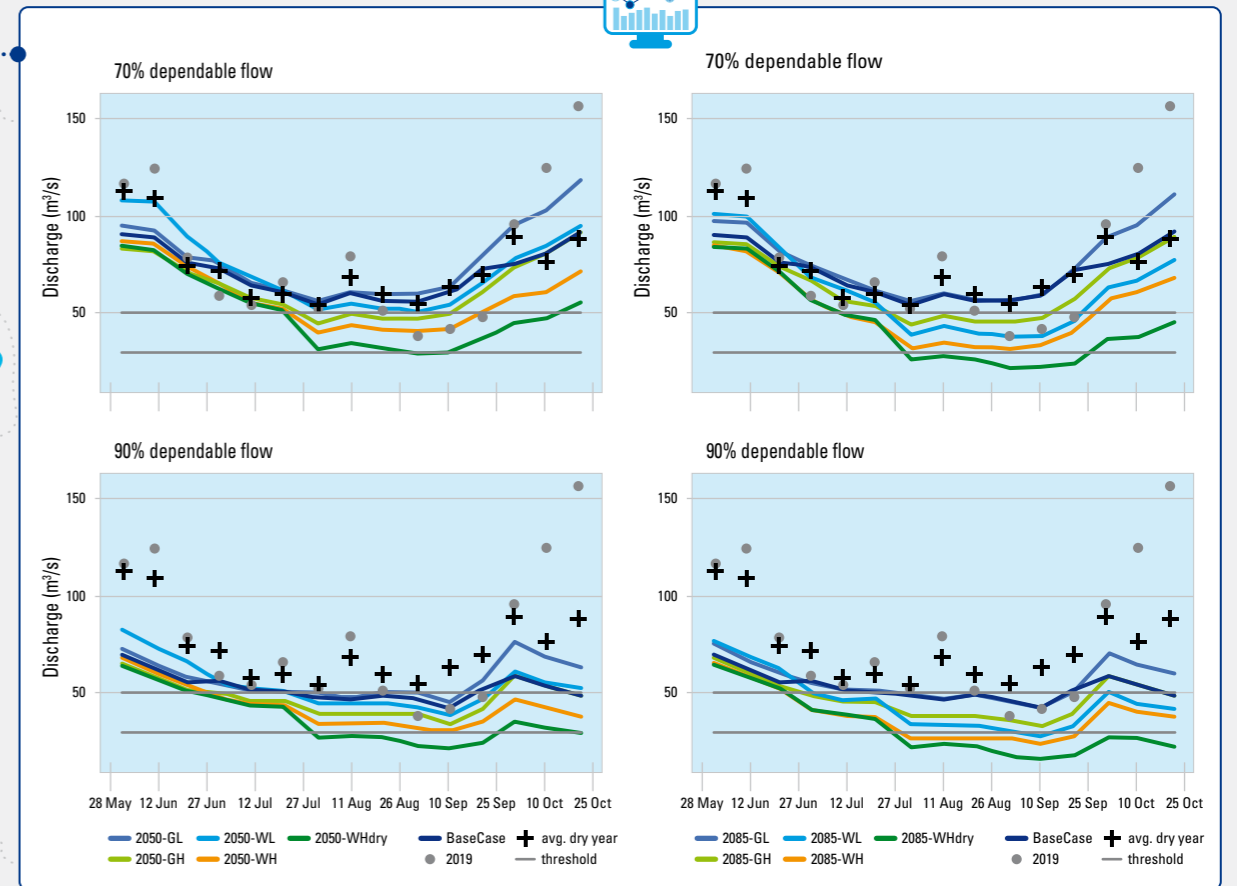 70% dependable flow
70% dependable flow
Discharge (m³/s)
150
100
50
Discharge (m³/s)
150
100
50
90% dependable flow
90% dependable flow
Discharge (m³/s)
150
100
50
28 May 12 Jun 27 Jun 12 Jul 27 Jul 11 Aug 26 Aug 10 Sep 25 Sep 10 Oct 25 Oct
Discharge (m³/s)
150
100
50
28 May 12 Jun 27 Jun 12 Jul 27 Jul 11 Aug 26 Aug 10 Sep 25 Sep 10 Oct 25 Oct
2050-GL 2050-WL 2050-WHdry BaseCase avg. dry year
2050-GH 2050-WH 2019 threshold
2085-GL 2085-WL 2085-WHdry BaseCase avg. dry year
2085-GH 2085-WH 2019 threshold